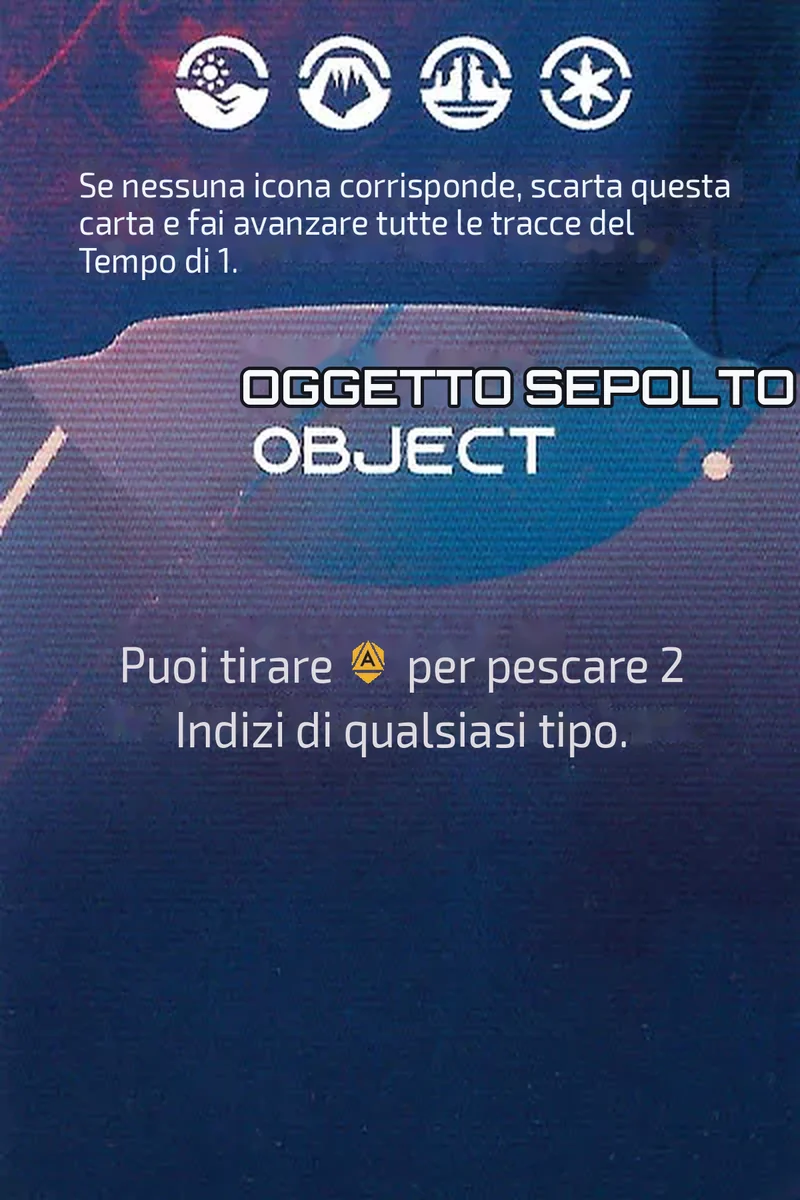 Se nessuna icona corrisponde, scarta questa
carta e fai avanzare tutte le tracce del
Tempo di 1.
OGGETTO SEPOLTO
OBJECT
Puoi tirare A per pescare 2
Indizi di qualsiasi tipo.